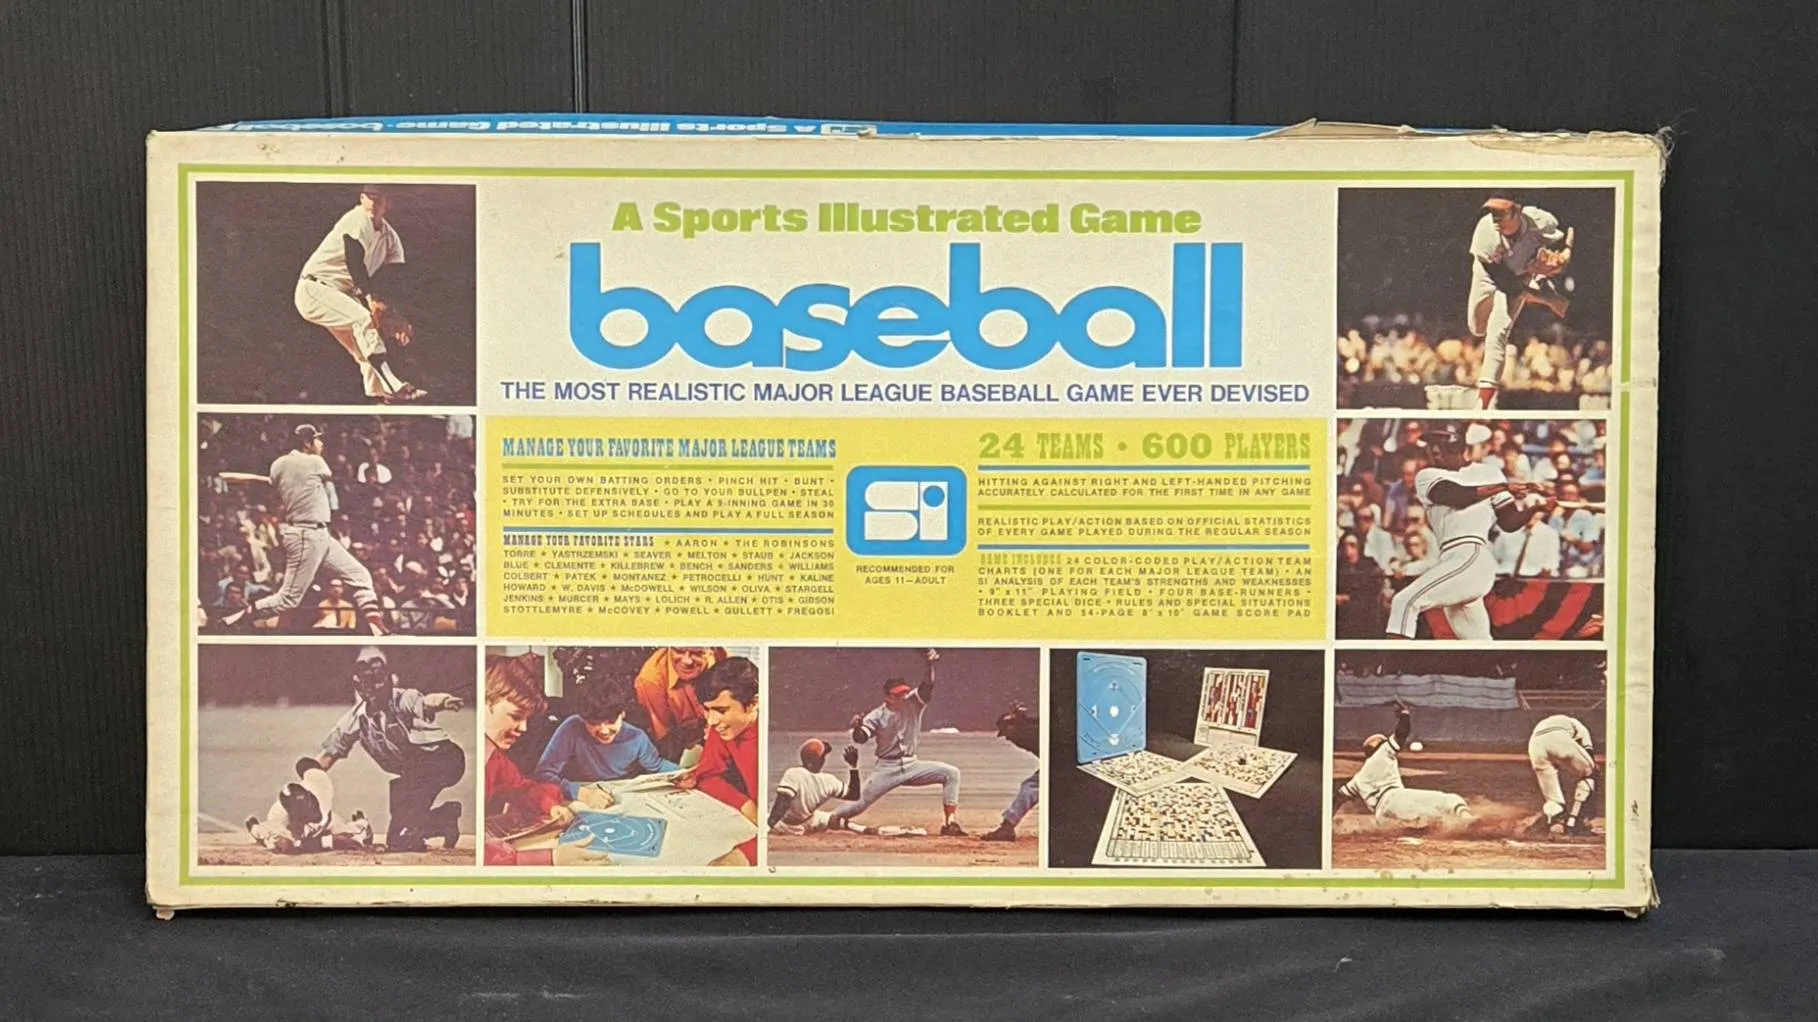 A Sports Illustrated Game - baseball
A Sports Illustrated Game
baseball
THE MOST REALISTIC MAJOR LEAGUE BASEBALL GAME EVER DEVISED
MANAGE YOUR FAVORITE MAJOR LEAGUE TEAMS
SET YOUR OWN BATTING ORDERS • PINCH HIT • BUNT •
SUBSTITUTE DEFENSIVELY • GO TO YOUR BULLPEN • STEAL
• TRY FOR THE EXTRA BASE • PLAY A 9-INNING GAME IN 30
MINUTES • SET UP SCHEDULES AND PLAY A FULL SEASON
MANAGE YOUR FAVORITE STARS ★ AARON ★ THE ROBINSONS
TORRE ★ YASTRZEMSKI ★ SEAVER ★ MELTON ★ STAUB ★ JACKSON
BLUE ★ CLEMENTE ★ KILLEBREW ★ BENCH ★ SANDERS ★ WILLIAMS
COLBERT ★ PATEK ★ MONTANEZ ★ PETROCELLI ★ HUNT ★ KALINE
HOWARD ★ W. DAVIS ★ McDOWELL ★ WILSON ★ OLIVA ★ STARGELL
JENKINS ★ MURCER ★ MAYS ★ LOLICH ★ R. ALLEN ★ OTIS ★ GIBSON
STOTTLEMYRE ★ McCOVEY ★ POWELL ★ GULLETT ★ FREGOSI
SI
RECOMMENDED FOR
AGES 11—ADULT
24 TEAMS • 600 PLAYERS
HITTING AGAINST RIGHT AND LEFT-HANDED PITCHING
ACCURATELY CALCULATED FOR THE FIRST TIME IN ANY GAME
REALISTIC PLAY/ACTION BASED ON OFFICIAL STATISTICS
OF EVERY GAME PLAYED DURING THE REGULAR SEASON
GAME INCLUDES 24 COLOR-CODED PLAY/ACTION TEAM
CHARTS (ONE FOR EACH MAJOR LEAGUE TEAM) • AN
SI ANALYSIS OF EACH TEAM'S STRENGTHS AND WEAKNESSES
• 9" x 11" PLAYING FIELD • FOUR BASE-RUNNERS •
THREE SPECIAL DICE • RULES AND SPECIAL SITUATIONS
BOOKLET AND 54-PAGE 8" x 10" GAME SCORE PAD